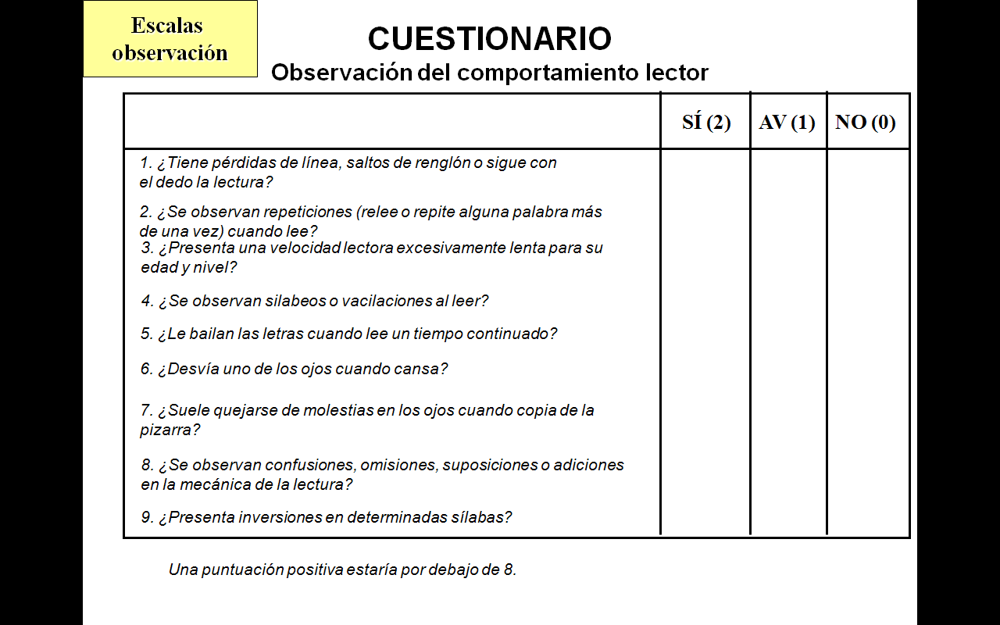 Escalas
observación
CUESTIONARIO
Observación del comportamiento lector
SÍ (2) AV (1) NO (0)
1. ¿Tiene pérdidas de línea, saltos de renglón o sigue con
el dedo la lectura?
2. ¿Se observan repeticiones (relee o repite alguna palabra más
de una vez) cuando lee?
3. ¿Presenta una velocidad lectora excesivamente lenta para su
edad y nivel?
4. ¿Se observan silabeos o vacilaciones al leer?
5. ¿Le bailan las letras cuando lee un tiempo continuado?
6. ¿Desvía uno de los ojos cuando cansa?
7. ¿Suele quejarse de molestias en los ojos cuando copia de la
pizarra?
8. ¿Se observan confusiones, omisiones, suposiciones o adiciones
en la mecánica de la lectura?
9. ¿Presenta inversiones en determinadas sílabas?
Una puntuación positiva estaría por debajo de 8.